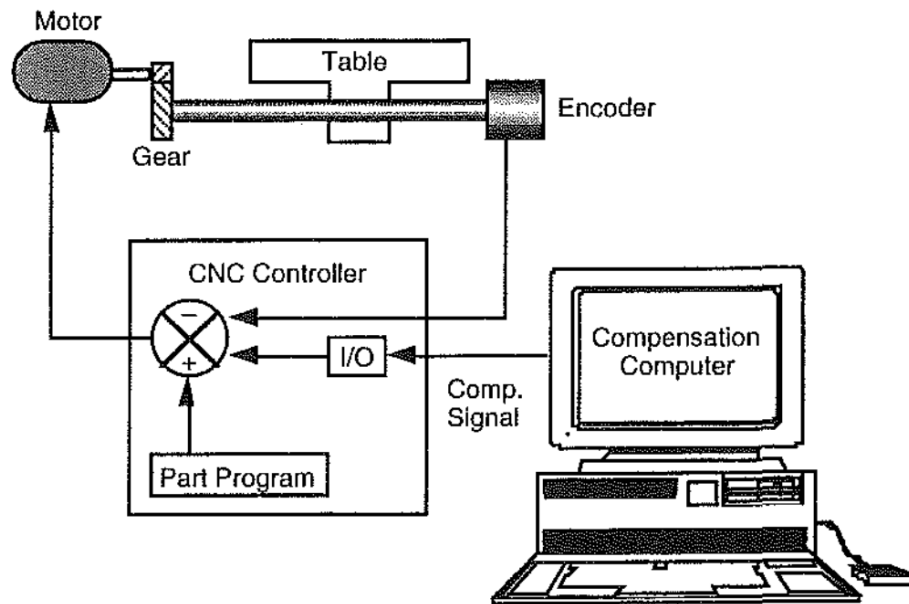 Motor
Table
Encoder
Gear
CNC Controller
−
+
I/O
Part Program
Comp.
Signal
Compensation
Computer